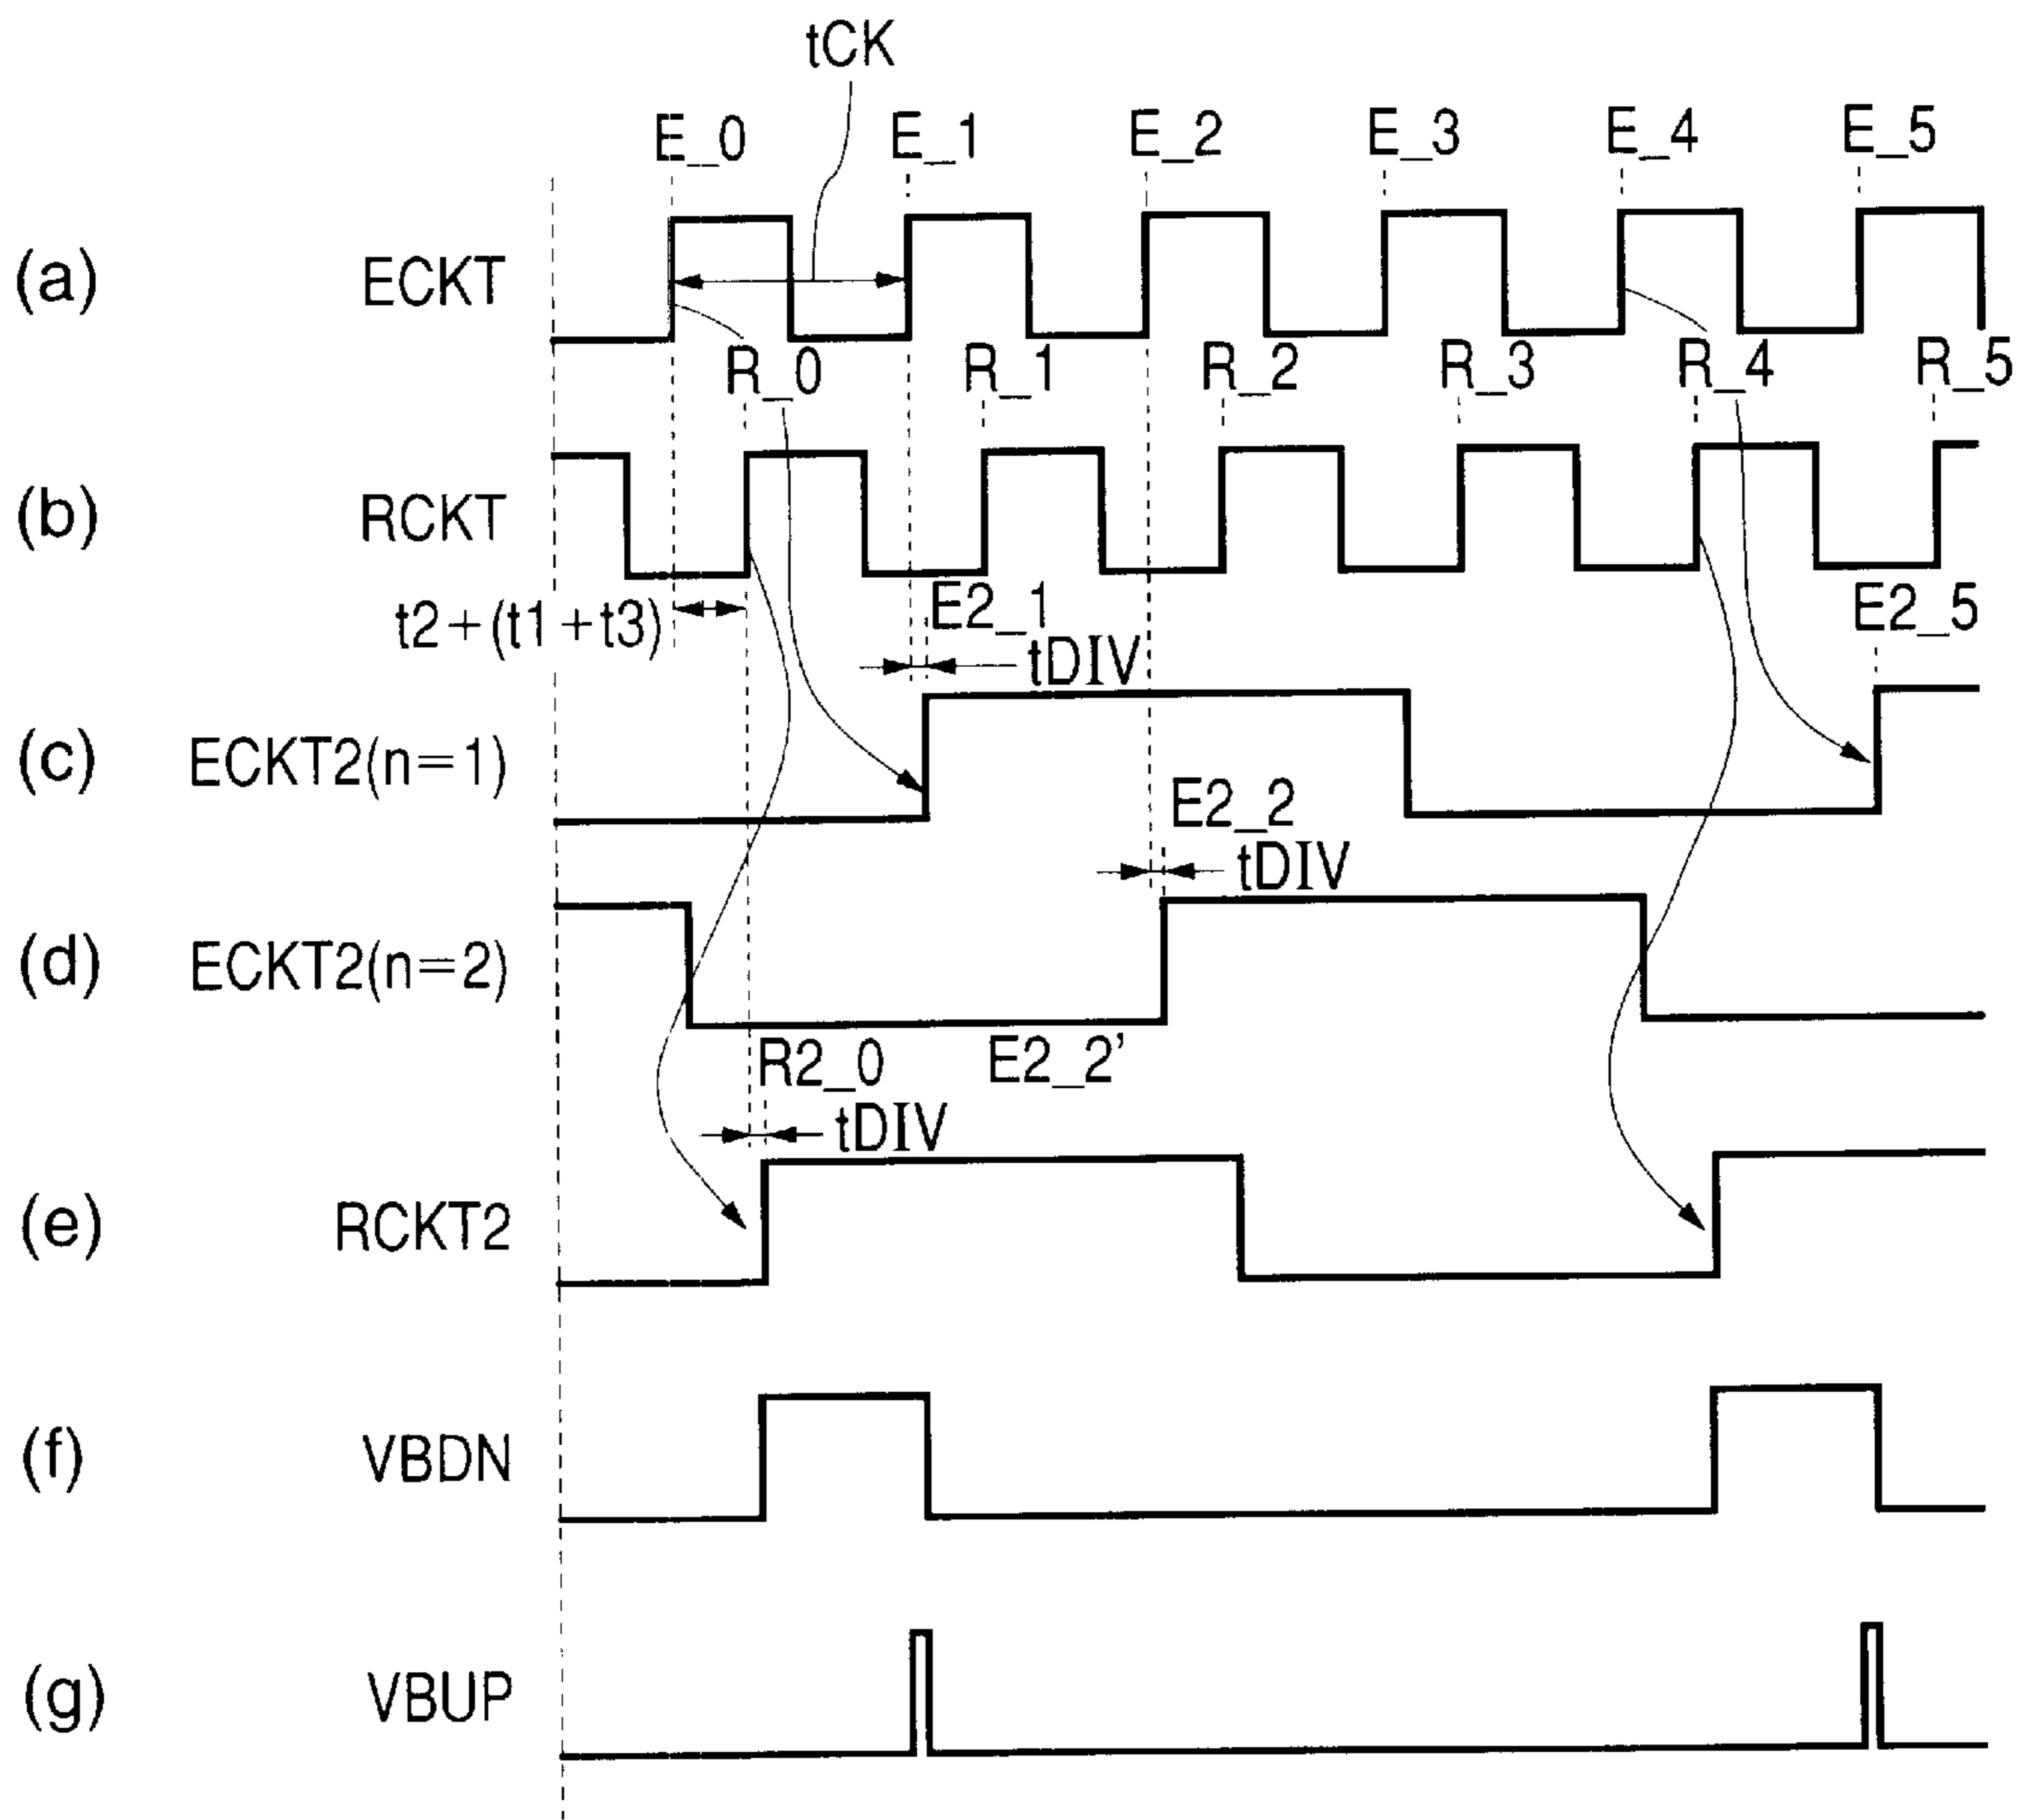 tCK
E_0 E_1 E_2 E_3 E_4 E_5
(a) ECKT
R_0 R_1 R_2 R_3 R_4 R_5
(b) RCKT
t2+(t1+t3) E2_1 E2_5
tDIV
(c) ECKT2(n=1)
E2_2
tDIV
(d) ECKT2(n=2)
R2_0 E2_2'
tDIV
(e) RCKT2
(f) VBDN
(g) VBUP